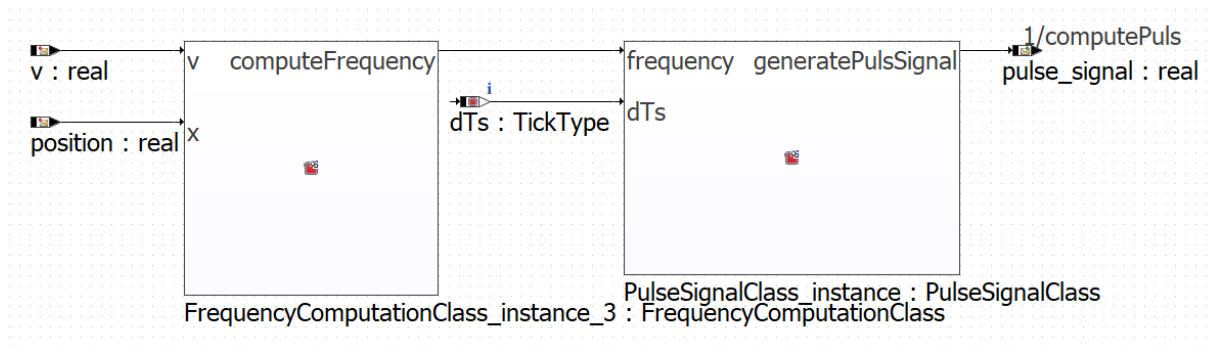 1/computePuls
v : real
v computeFrequency
frequency generatePulsSignal
pulse_signal : real
i
dTs : TickType
dTs
position : real
x
PulseSignalClass_instance : PulseSignalClass
FrequencyComputationClass_instance_3 : FrequencyComputationClass